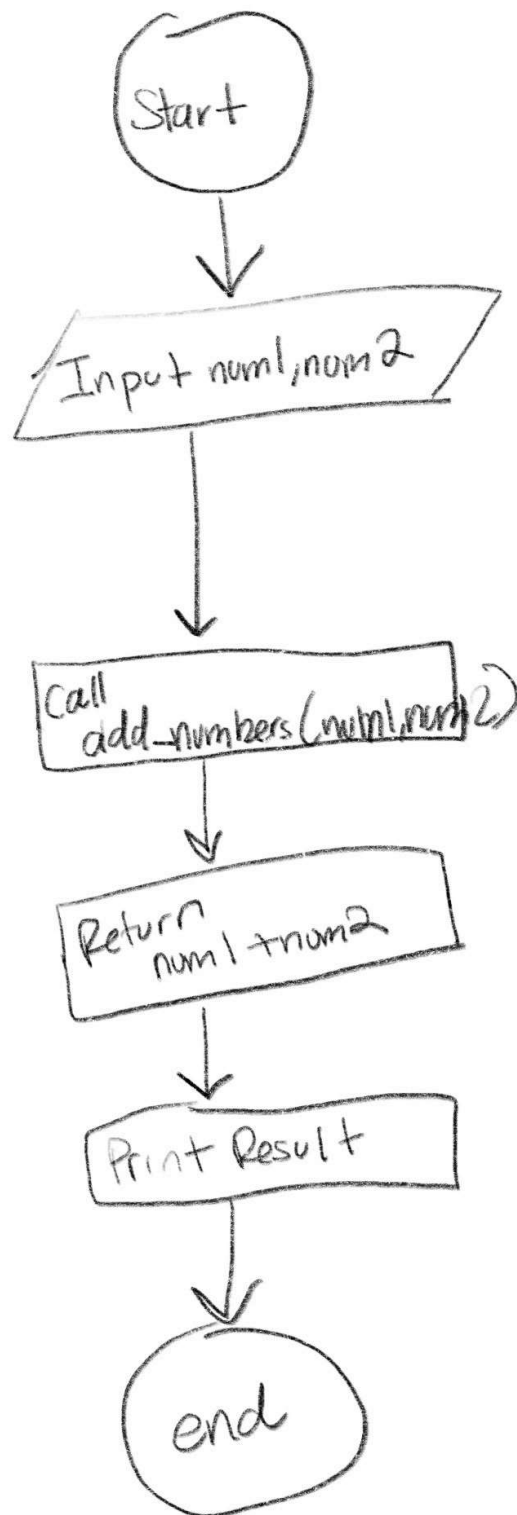 Start
Input num1, num2
Call
add_numbers(num1, num2)
Return
num1 + num2
Print Result
end